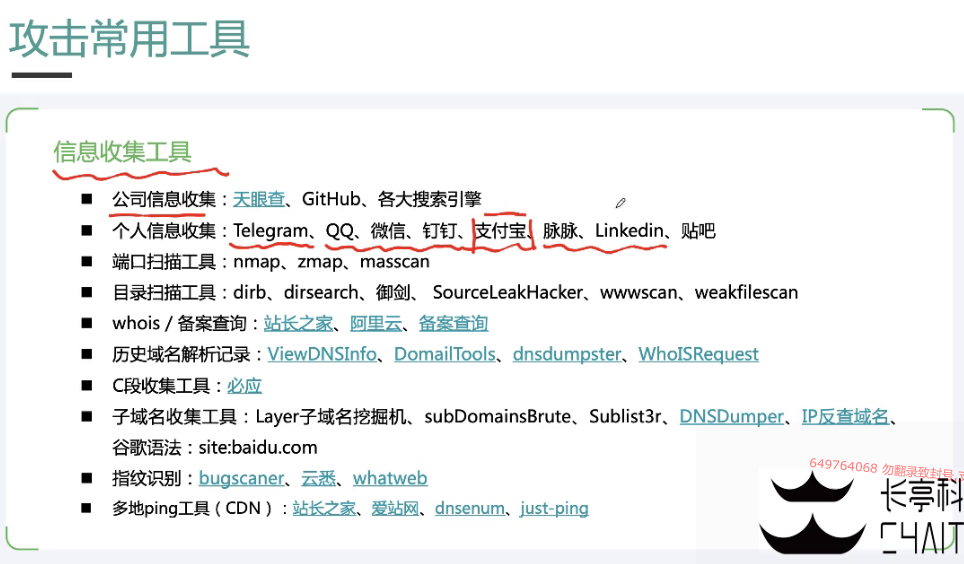 攻击常用工具
信息收集工具
■ 公司信息收集：天眼查、GitHub、各大搜索引擎
■ 个人信息收集：Telegram、QQ、微信、钉钉、支付宝、脉脉、Linkedin、贴吧
■ 端口扫描工具：nmap、zmap、masscan
■ 目录扫描工具：dirb、dirsearch、御剑、 SourceLeakHacker、wwwscan、weakfilescan
■ whois / 备案查询：站长之家、阿里云、备案查询
■ 历史域名解析记录：ViewDNSInfo、DomailTools、dnsdumpster、WhoISRequest
■ C段收集工具：必应
■ 子域名收集工具：Layer子域名挖掘机、subDomainsBrute、Sublist3r、DNSDumper、IP反查域名、
谷歌语法：site:baidu.com
■ 指纹识别：bugscaner、云悉、whatweb
■ 多地ping工具（CDN）：站长之家、爱站网、dnsenum、just-ping
649764068 勿翻录致封号
长亭科
CHAIT